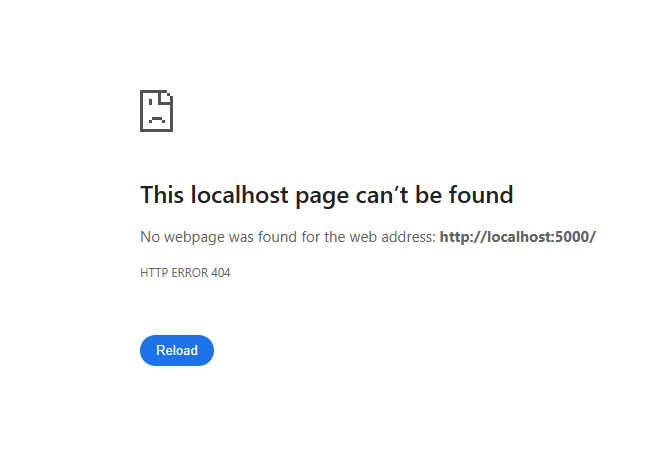 This localhost page can’t be found
No webpage was found for the web address: http://localhost:5000/
HTTP ERROR 404
Reload